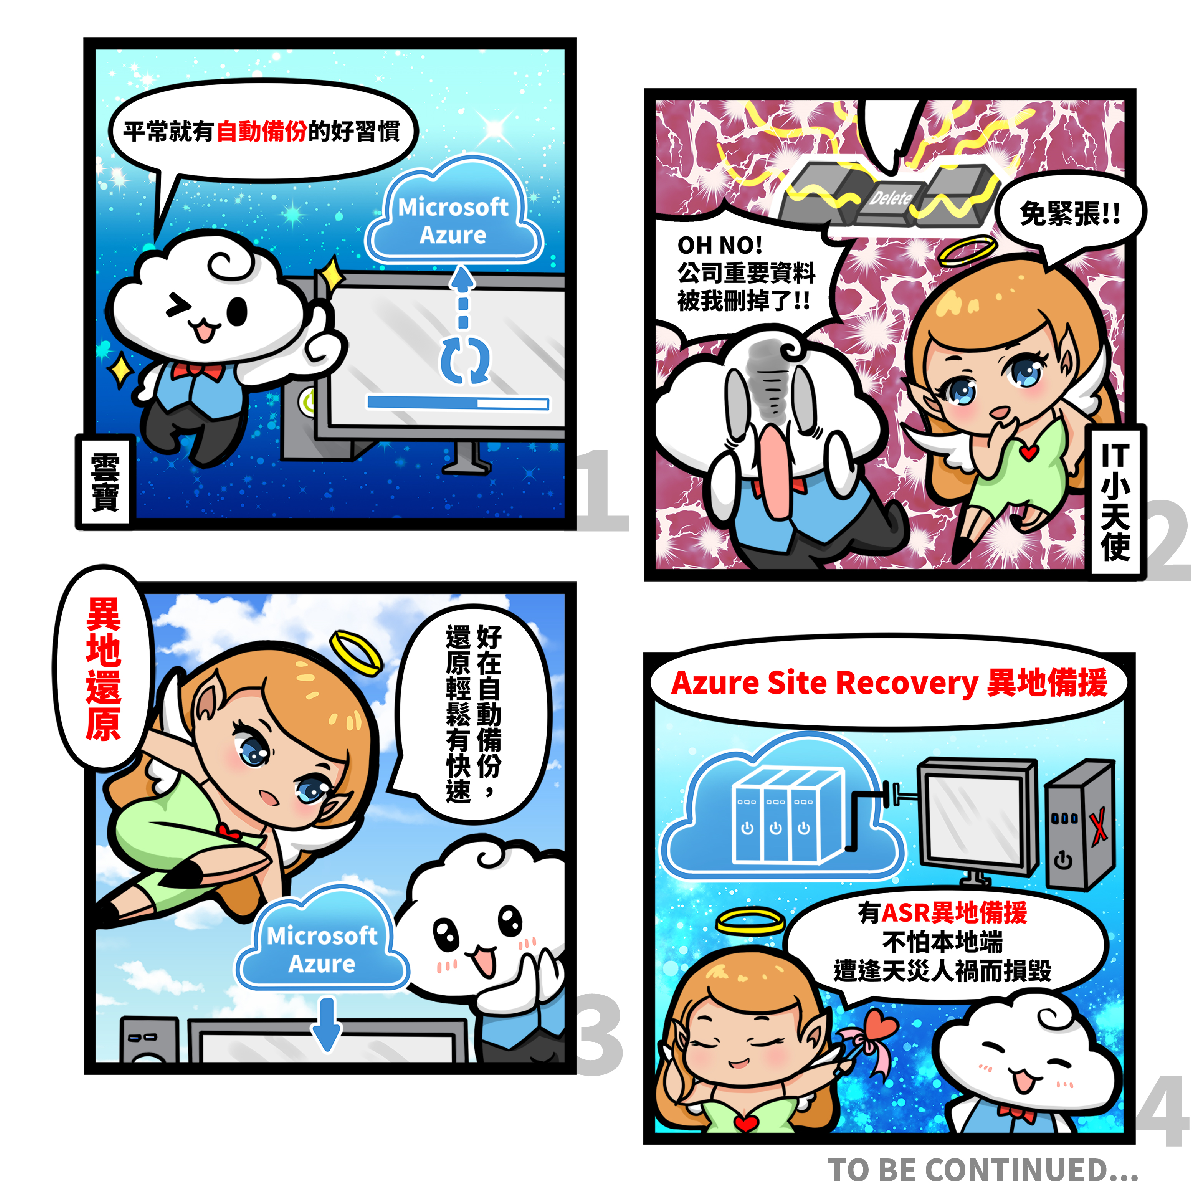 平常就有自動備份的好習慣
Microsoft
Azure
雲寶
1
Delete
OH NO!
公司重要資料
被我刪掉了!!
免緊張!!
IT小天使
2
異地還原
好在自動備份，
還原輕鬆有快速
Microsoft
Azure
3
Azure Site Recovery 異地備援
X
有ASR異地備援
不怕本地端
遭逢天災人禍而損毀
4
TO BE CONTINUED...